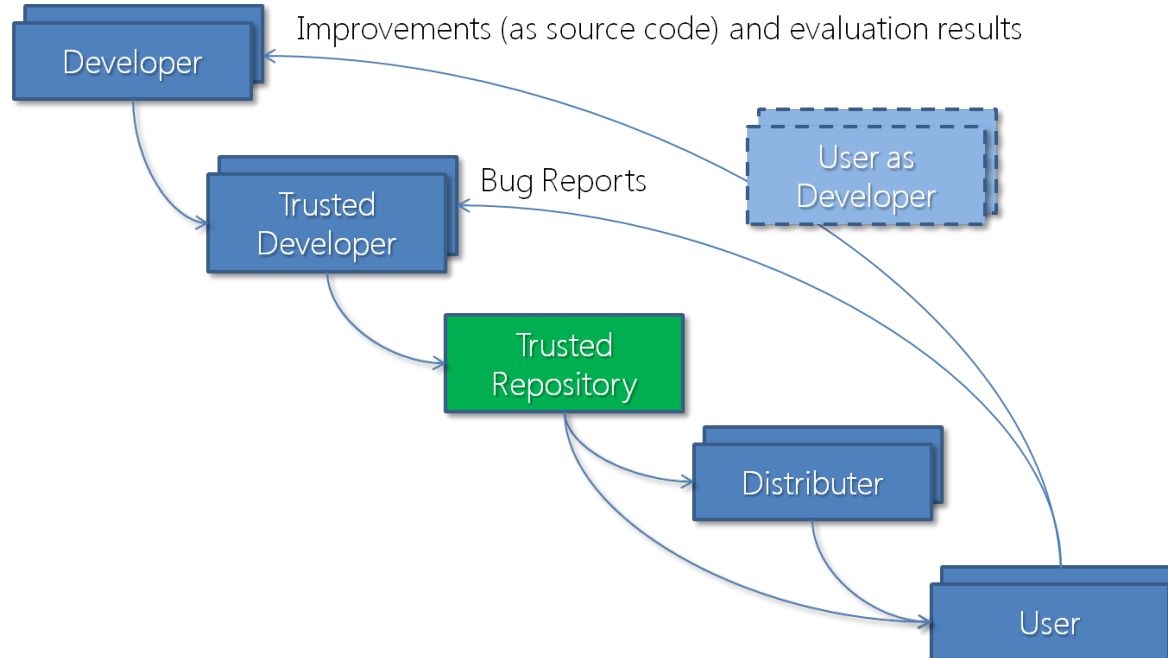 Improvements (as source code) and evaluation results
Developer
User as
Developer
Bug Reports
Trusted
Developer
Trusted
Repository
Distributer
User